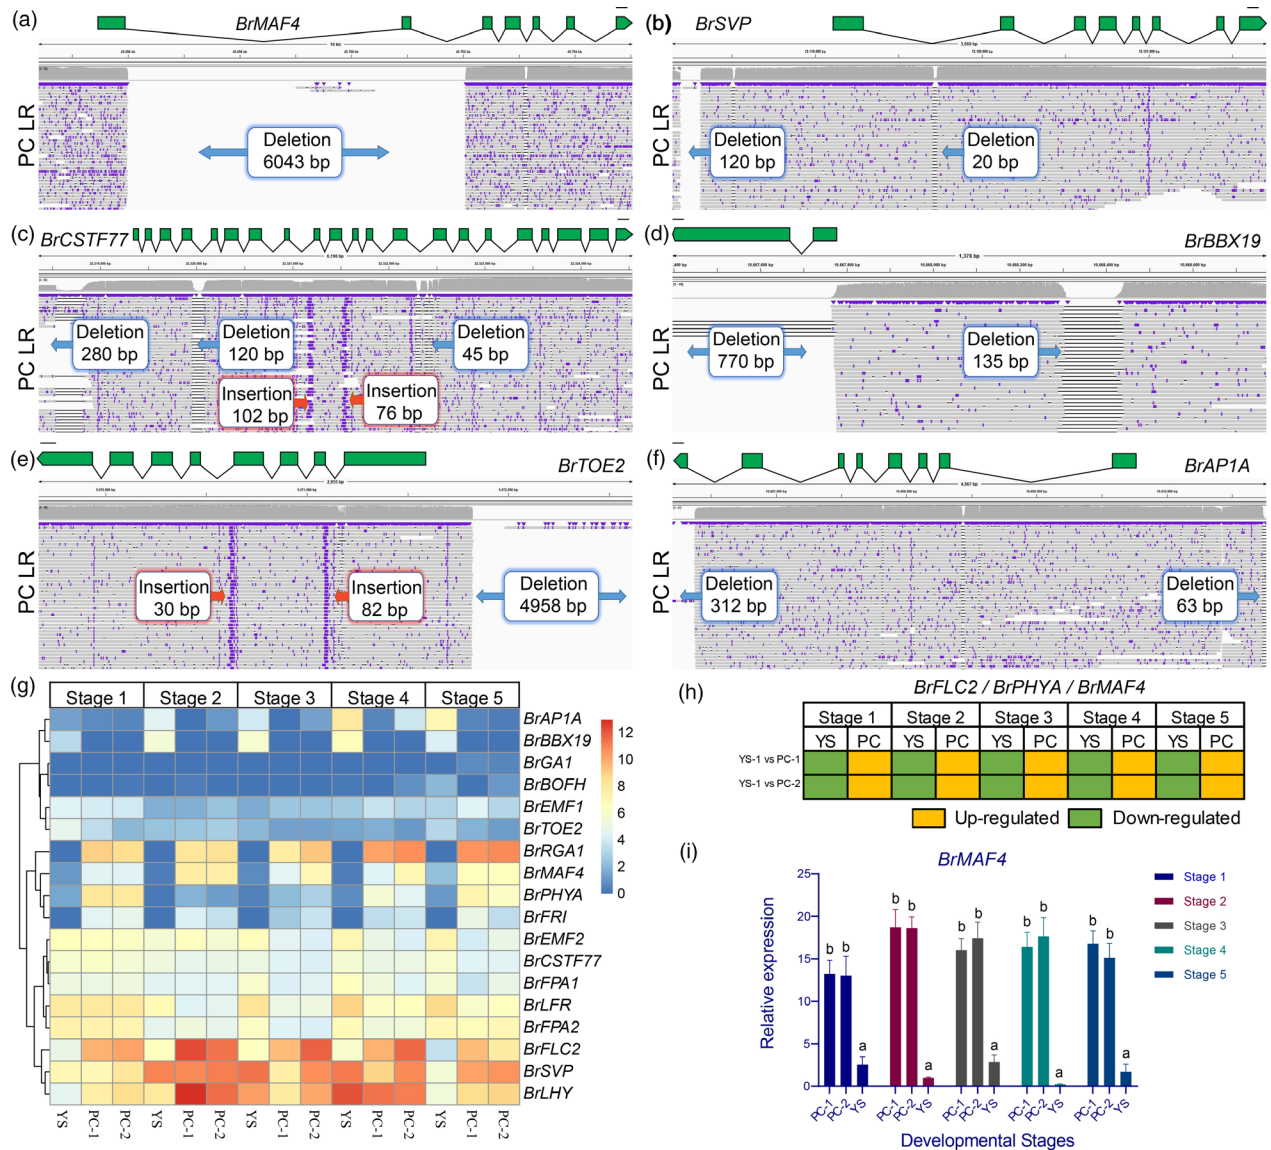 (a)
BrMAF4
10 kb
PC LR
Deletion
6043 bp
(b)
BrSVP
PC LR
Deletion
120 bp
Deletion
20 bp
(c)
BrCSTF77
PC LR
Deletion
280 bp
Deletion
120 bp
Deletion
45 bp
Insertion
102 bp
Insertion
76 bp
(d)
BrBBX19
1,378 bp
PC LR
Deletion
770 bp
Deletion
135 bp
(e)
BrTOE2
PC LR
Insertion
30 bp
Insertion
82 bp
Deletion
4958 bp
(f)
BrAP1A
PC LR
Deletion
312 bp
Deletion
63 bp
(g)
Stage 1 Stage 2 Stage 3 Stage 4 Stage 5
BrAP1A
BrBBX19
BrGA1
BrBOFH
BrEMF1
BrTOE2
BrRGA1
BrMAF4
BrPHYA
BrFRI
BrEMF2
BrCSTF77
BrFPA1
BrLFR
BrFPA2
BrFLC2
BrSVP
BrLHY
12
10
8
6
4
2
0
YS PC-1 PC-2 YS PC-1 PC-2 YS PC-1 PC-2 YS PC-1 PC-2 YS PC-1 PC-2
(h)
BrFLC2 / BrPHYA / BrMAF4
Stage 1 Stage 2 Stage 3 Stage 4 Stage 5
YS PC YS PC YS PC YS PC YS PC
YS-1 vs PC-1
YS-1 vs PC-2
Up-regulated Down-regulated
(i)
BrMAF4
Relative expression
25
20
15
10
5
0
b b a b b a b b a b b a b b a
PC-1 PC-2 YS PC-1 PC-2 YS PC-1 PC-2 YS PC-1 PC-2 YS PC-1 PC-2 YS
Developmental Stages
Stage 1
Stage 2
Stage 3
Stage 4
Stage 5